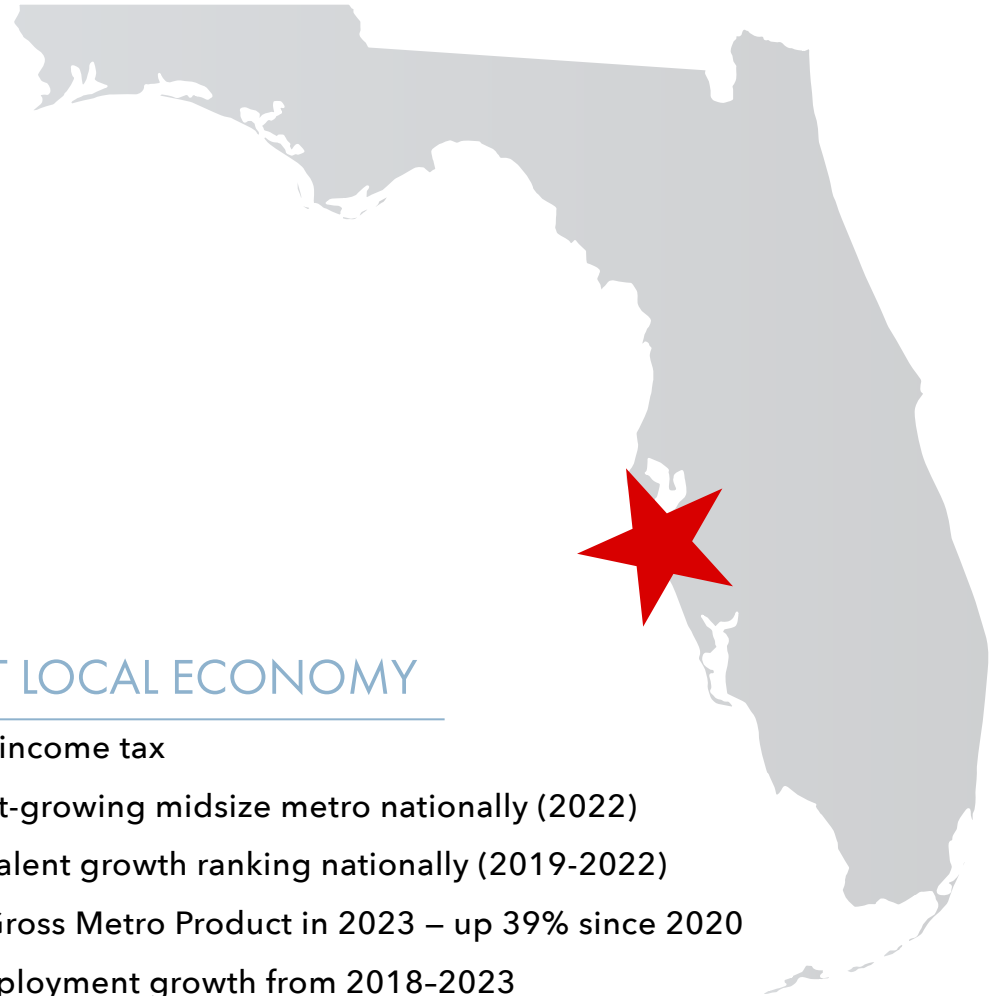 LOCAL ECONOMY
income tax
t-growing midsize metro nationally (2022)
alent growth ranking nationally (2019-2022)
Gross Metro Product in 2023 – up 39% since 2020
ployment growth from 2018–2023